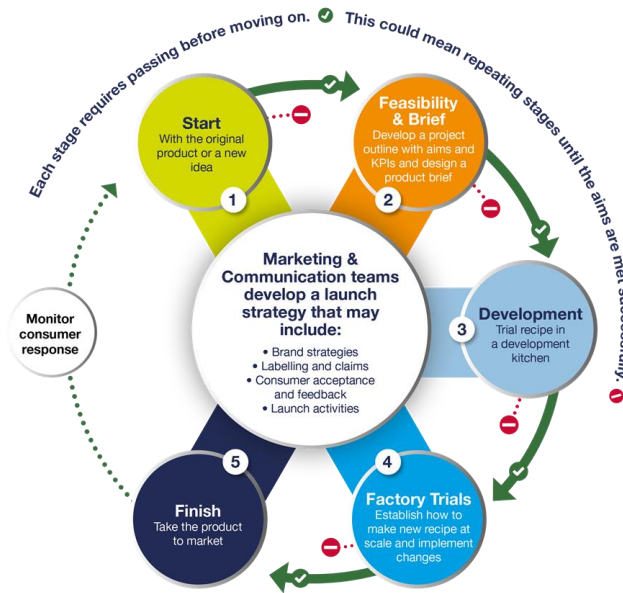 Each stage requires passing before moving on. This could mean repeating stages until the aims are met successfully.
Start
With the original
product or a new
idea
1
Feasibility
& Brief
Develop a project
outline with aims and
KPIs and design a
product brief
2
Marketing &
Communication teams
develop a launch
strategy that may
include:
• Brand strategies
• Labelling and claims
• Consumer acceptance
and feedback
• Launch activities
3
Development
Trial recipe in
a development
kitchen
Monitor
consumer
response
4
Factory Trials
Establish how to
make new recipe at
scale and implement
changes
5
Finish
Take the product
to market